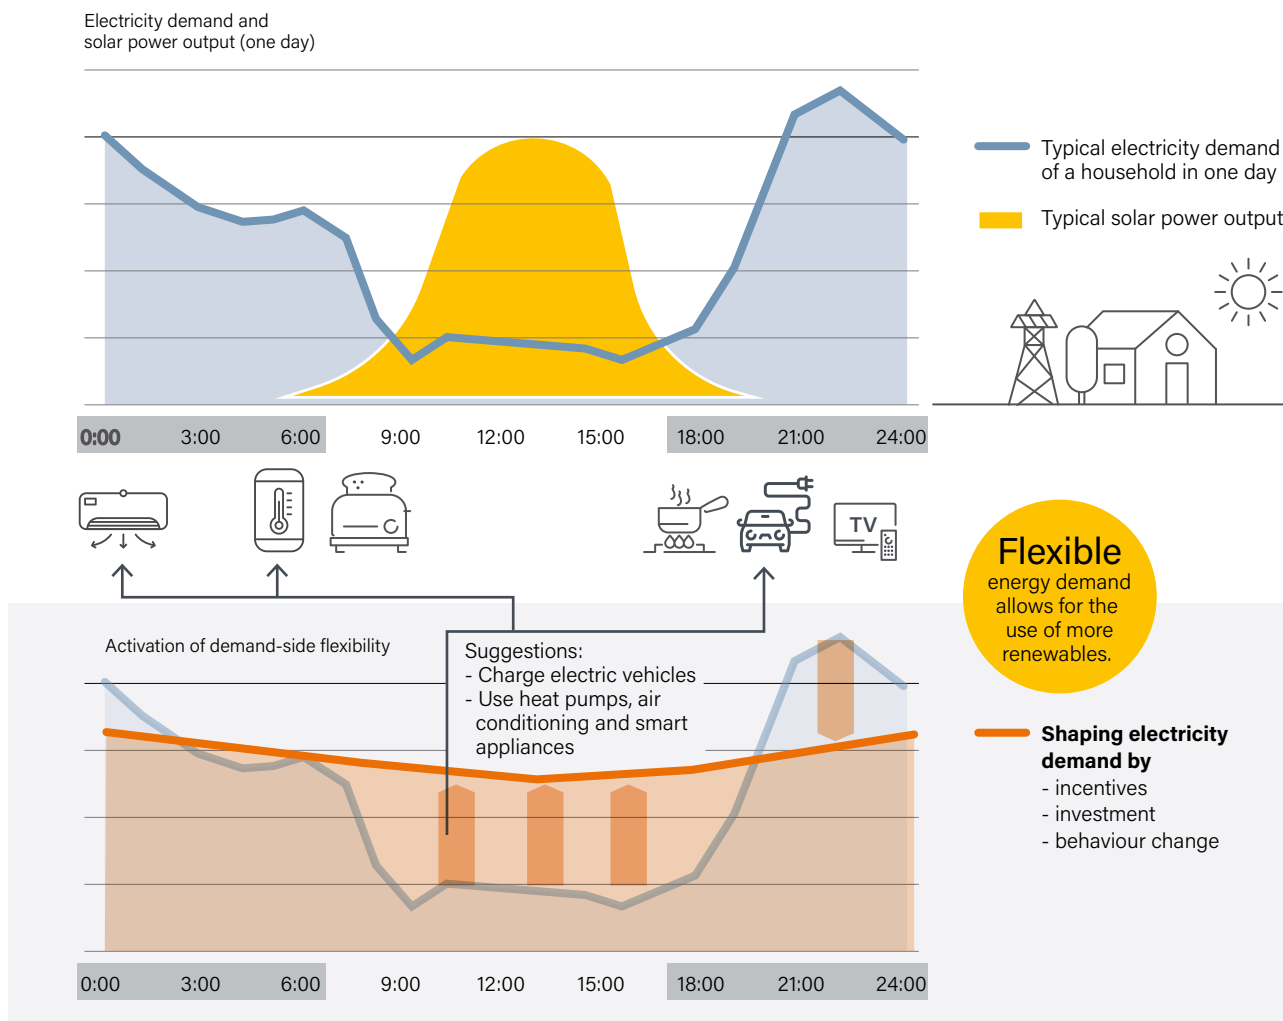 Electricity demand and
solar power output (one day)
Typical electricity demand
of a household in one day
Typical solar power output
0:00 3:00 6:00 9:00 12:00 15:00 18:00 21:00 24:00
TV
Flexible
energy demand
allows for the
use of more
renewables.
Activation of demand-side flexibility
Suggestions:
- Charge electric vehicles
- Use heat pumps, air
conditioning and smart
appliances
Shaping electricity
demand by
- incentives
- investment
- behaviour change
0:00 3:00 6:00 9:00 12:00 15:00 18:00 21:00 24:00